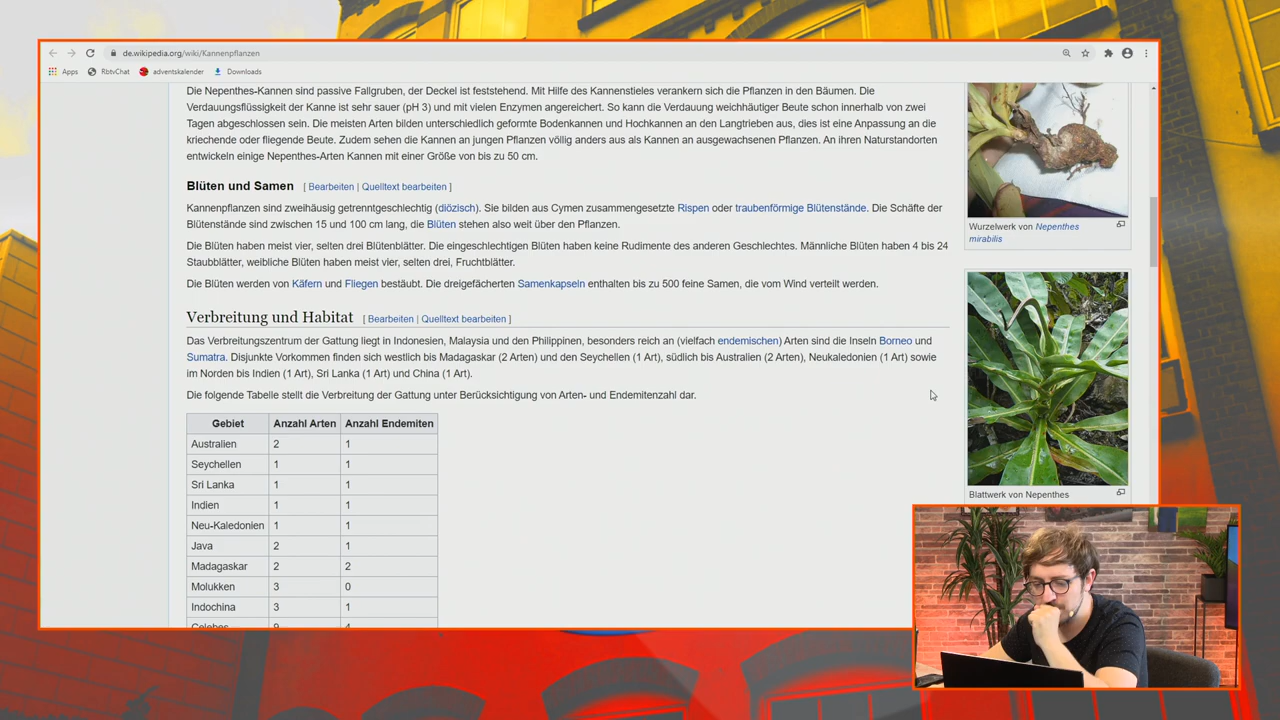 de.wikipedia.org/wiki/Kannenpflanzen
Apps RbtvChat adventskalender Downloads
Die Nepenthes-Kannen sind passive Fallgruben, der Deckel ist feststehend. Mit Hilfe des Kannenstieles verankern sich die Pflanzen in den Bäumen. Die
Verdauungsflüssigkeit der Kanne ist sehr sauer (pH 3) und mit vielen Enzymen angereichert. So kann die Verdauung weichhäutiger Beute schon innerhalb von zwei
Tagen abgeschlossen sein. Die meisten Arten bilden unterschiedlich geformte Bodenkannen und Hochkannen an den Langtrieben aus, dies ist eine Anpassung an die
kriechende oder fliegende Beute. Zudem sehen die Kannen an jungen Pflanzen völlig anders aus als Kannen an ausgewachsenen Pflanzen. An ihren Naturstandorten
entwickeln einige Nepenthes-Arten Kannen mit einer Größe von bis zu 50 cm.
Blüten und Samen [ Bearbeiten | Quelltext bearbeiten ]
Kannenpflanzen sind zweihäusig getrenntgeschlechtig (diözisch). Sie bilden aus Cymen zusammengesetzte Rispen oder traubenförmige Blütenstände. Die Schäfte der
Blütenstände sind zwischen 15 und 100 cm lang, die Blüten stehen also weit über den Pflanzen.
Die Blüten haben meist vier, selten drei Blütenblätter. Die eingeschlechtigen Blüten haben keine Rudimente des anderen Geschlechtes. Männliche Blüten haben 4 bis 24
Staubblätter, weibliche Blüten haben meist vier, selten drei, Fruchtblätter.
Die Blüten werden von Käfern und Fliegen bestäubt. Die dreigefächerten Samenkapseln enthalten bis zu 500 feine Samen, die vom Wind verteilt werden.
Verbreitung und Habitat [ Bearbeiten | Quelltext bearbeiten ]
Das Verbreitungszentrum der Gattung liegt in Indonesien, Malaysia und den Philippinen, besonders reich an (vielfach endemischen) Arten sind die Inseln Borneo und
Sumatra. Disjunkte Vorkommen finden sich westlich bis Madagaskar (2 Arten) und den Seychellen (1 Art), südlich bis Australien (2 Arten), Neukaledonien (1 Art) sowie
im Norden bis Indien (1 Art), Sri Lanka (1 Art) und China (1 Art).
Die folgende Tabelle stellt die Verbreitung der Gattung unter Berücksichtigung von Arten- und Endemitenzahl dar.
Gebiet Anzahl Arten Anzahl Endemiten
Australien 2 1
Seychellen 1 1
Sri Lanka 1 1
Indien 1 1
Neu-Kaledonien 1 1
Java 2 1
Madagaskar 2 2
Molukken 3 0
Indochina 3 1
Celebes 9 4
Wurzelwerk von Nepenthes
mirabilis
Blattwerk von Nepenthes